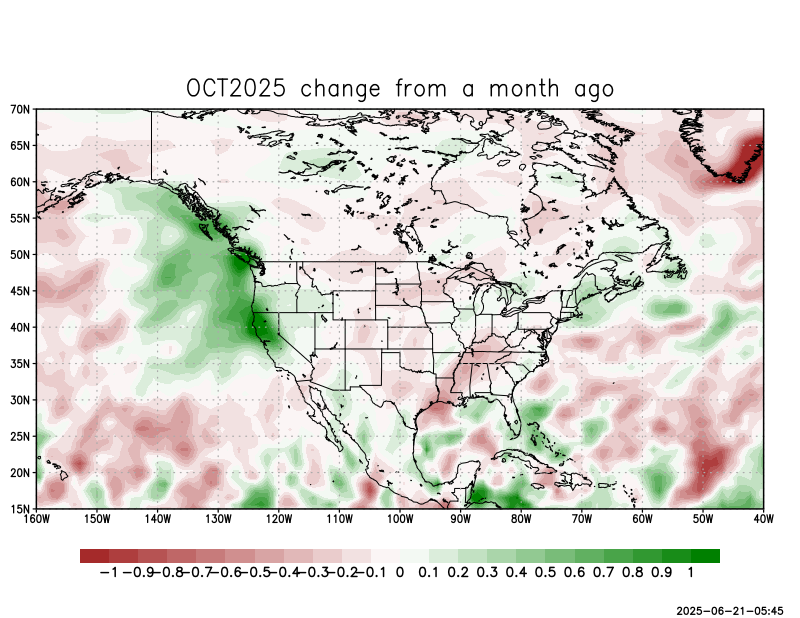 OCT2025 change from a month ago
70N
65N
60N
55N
50N
45N
40N
35N
30N
25N
20N
15N
160W 150W 140W 130W 120W 110W 100W 90W 80W 70W 60W 50W 40W
−1 −0.9 −0.8 −0.7 −0.6 −0.5 −0.4 −0.3 −0.2 −0.1 0 0.1 0.2 0.3 0.4 0.5 0.6 0.7 0.8 0.9 1
2025−06−21−05:45